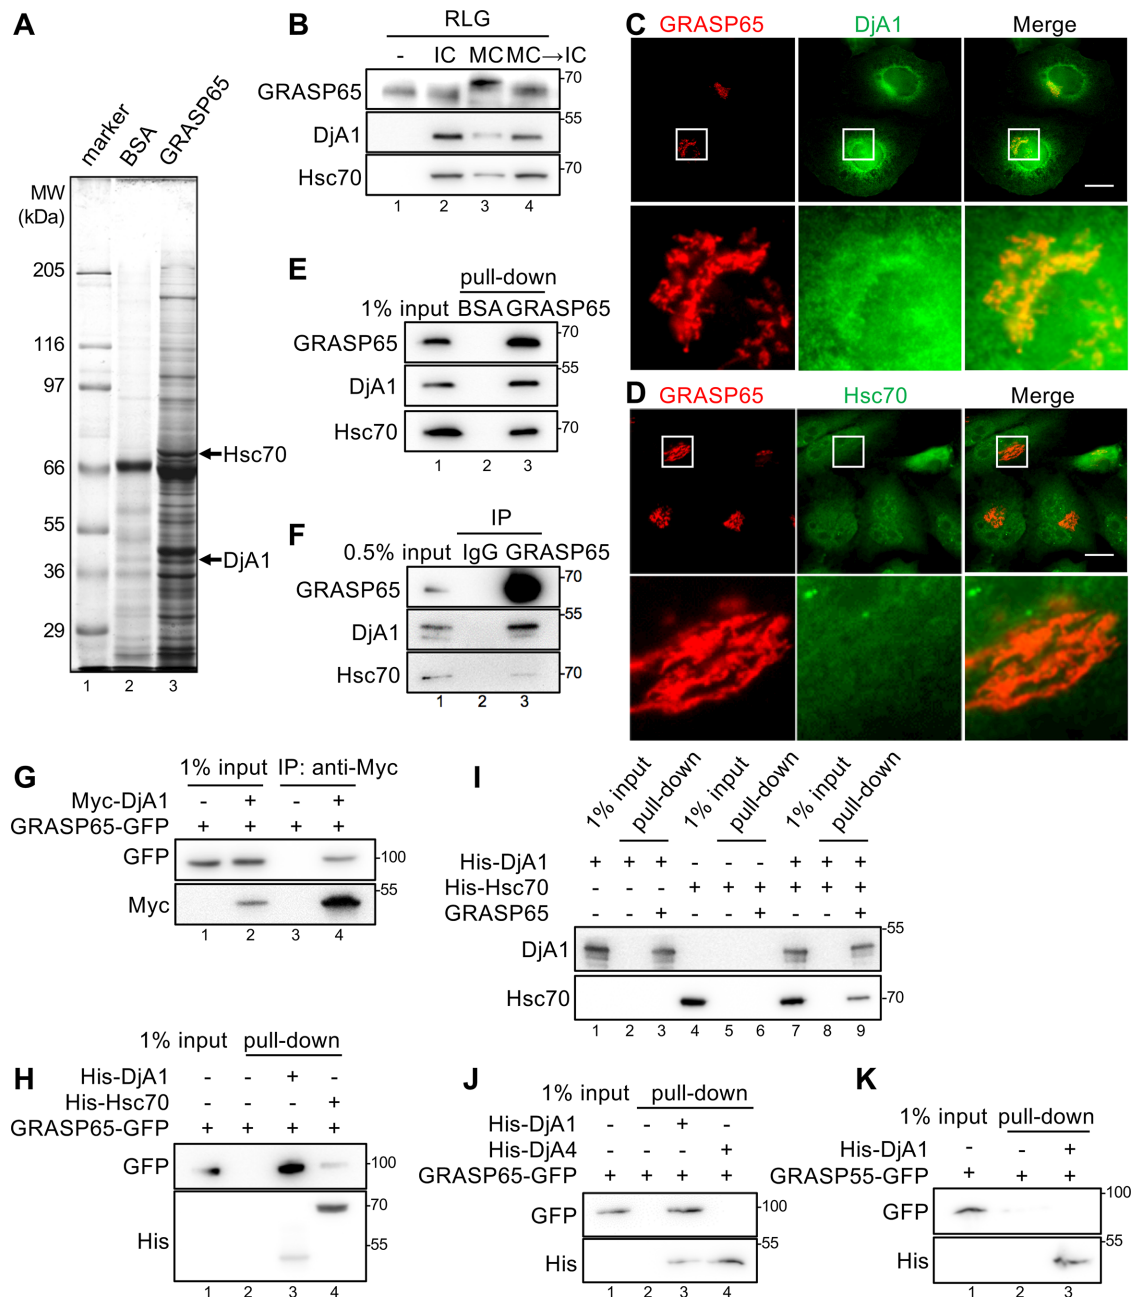 A
marker
BSA
GRASP65
MW
(kDa)
205
116
97
66
55
36
29
Hsc70
DjA1
1 2 3
B
RLG
- IC MC MC→IC
GRASP65 70
DjA1 55
Hsc70 70
1 2 3 4
C
GRASP65 DjA1 Merge
D
GRASP65 Hsc70 Merge
E
pull-down
1% input BSA GRASP65
GRASP65 70
DjA1 55
Hsc70 70
1 2 3
F
IP
0.5% input IgG GRASP65
GRASP65 70
DjA1 55
Hsc70 70
1 2 3
G
1% input IP: anti-Myc
Myc-DjA1 - + - +
GRASP65-GFP + + + +
GFP 100
Myc 55
1 2 3 4
H
1% input pull-down
His-DjA1 - - + -
His-Hsc70 - - - +
GRASP65-GFP + + + +
GFP 100
His 70
55
1 2 3 4
I
1% input pull-down 1% input pull-down 1% input pull-down
His-DjA1 + + + - - - + + +
His-Hsc70 - - - + + + + + +
GRASP65 - - + - - + - - +
DjA1 55
Hsc70 70
1 2 3 4 5 6 7 8 9
J
1% input pull-down
His-DjA1 - - + -
His-DjA4 - - - +
GRASP65-GFP + + + +
GFP 100
His 55
1 2 3 4
K
1% input pull-down
His-DjA1 - - +
GRASP55-GFP + + +
GFP 100
His 55
1 2 3